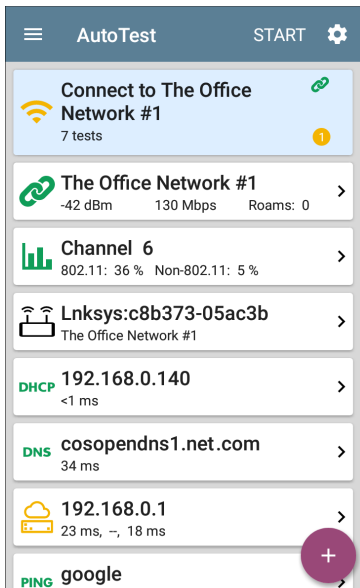 AutoTest START
Connect to The Office
Network #1
7 tests
1
The Office Network #1
-42 dBm 130 Mbps Roams: 0
Channel 6
802.11: 36 % Non-802.11: 5 %
Lnksys:c8b373-05ac3b
The Office Network #1
DHCP
192.168.0.140
<1 ms
DNS
cosopendns1.net.com
34 ms
192.168.0.1
23 ms, --, 18 ms
PING
google